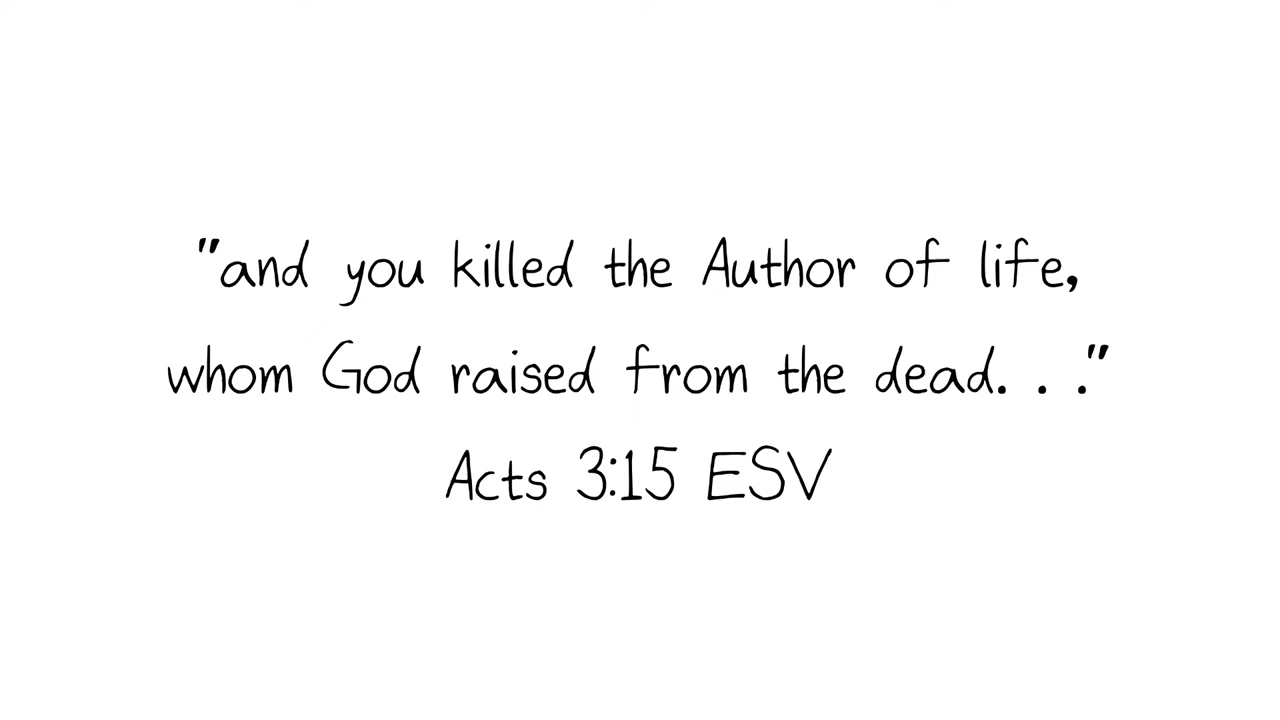 "and you killed the Author of life,
whom God raised from the dead. . ."
Acts 3:15 ESV